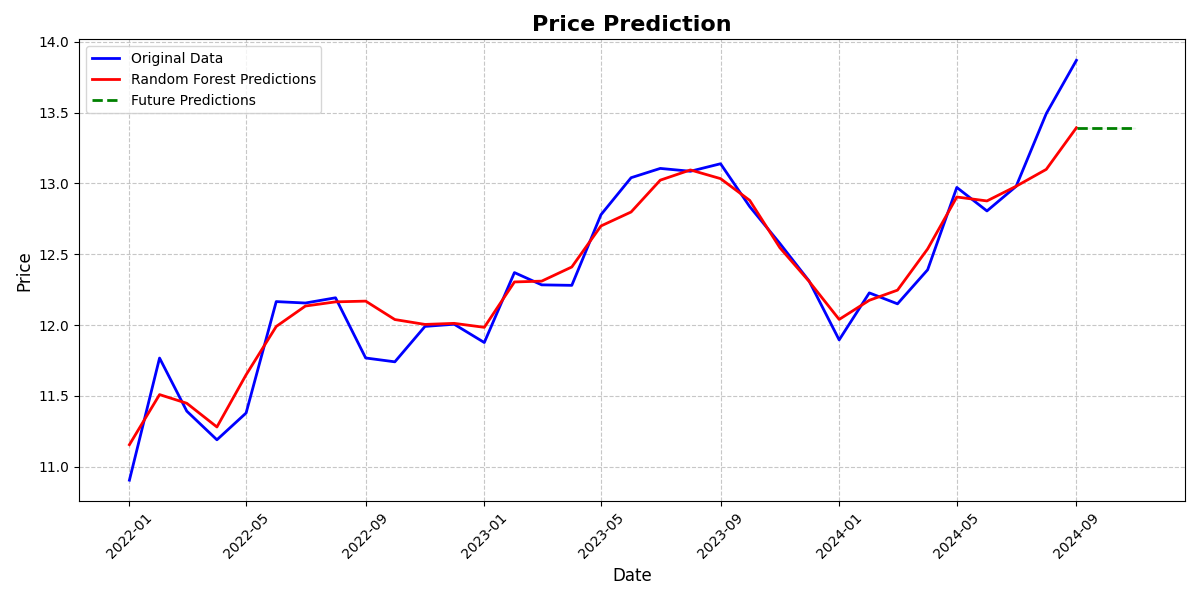 Price Prediction
Original Data
Random Forest Predictions
Future Predictions
14.0
13.5
13.0
12.5
12.0
11.5
11.0
Price
2022-01
2022-05
2022-09
2023-01
2023-05
2023-09
2024-01
2024-05
2024-09
Date